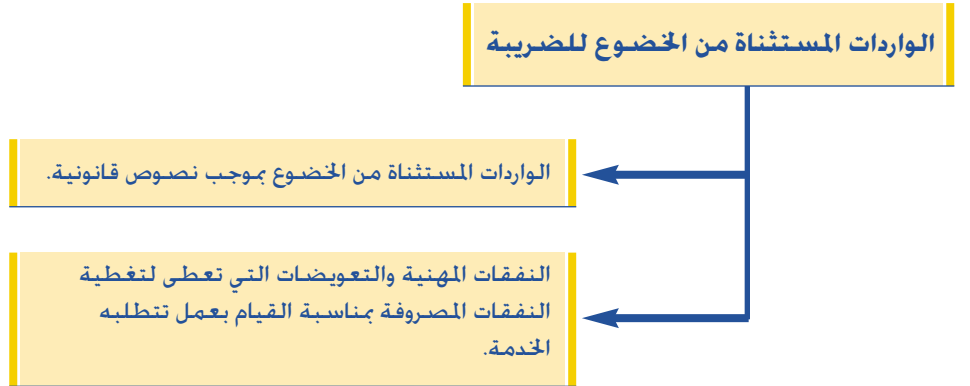 الواردات المستثناة من الخضوع للضريبة
الواردات المستثناة من الخضوع بموجب نصوص قانونية.
النفقات المهنية والتعويضات التي تعطى لتغطية
النفقات المصروفة بمناسبة القيام بعمل تتطلبه
الخدمة.